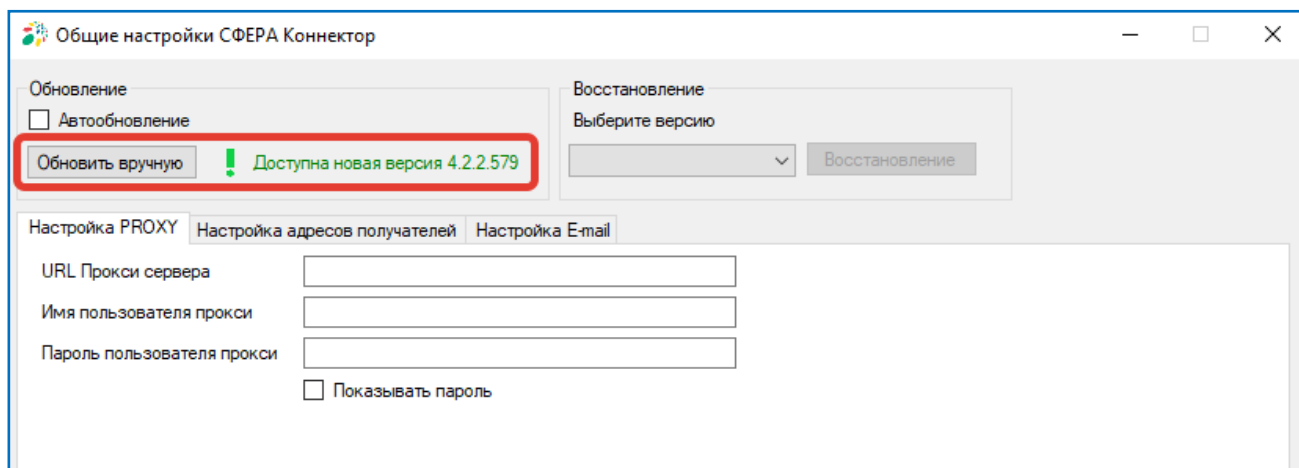 Общие настройки СФЕРА Коннектор
Обновление
Автообновление
Обновить вручную
Доступна новая версия 4.2.2.579
Восстановление
Выберите версию
Восстановление
Настройка PROXY
Настройка адресов получателей
Настройка E-mail
URL Прокси сервера
Имя пользователя прокси
Пароль пользователя прокси
Показывать пароль